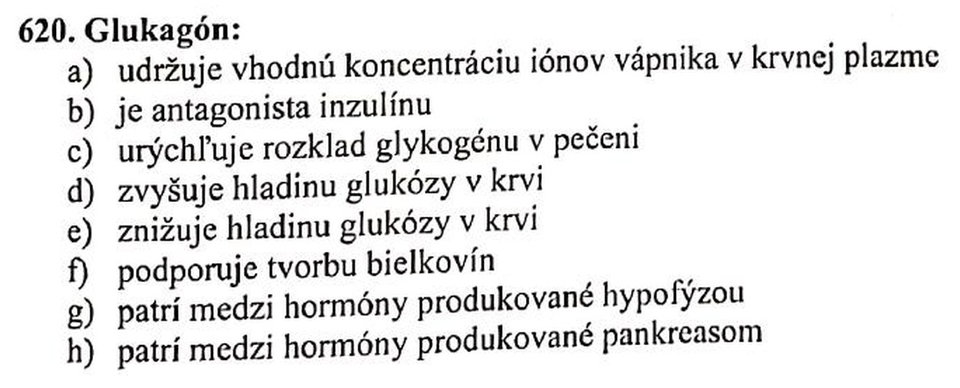 620. Glukagón:
a) udržuje vhodnú koncentráciu iónov vápnika v krvnej plazme
b) je antagonista inzulínu
c) urýchľuje rozklad glykogénu v pečeni
d) zvyšuje hladinu glukózy v krvi
e) znižuje hladinu glukózy v krvi
f) podporuje tvorbu bielkovín
g) patrí medzi hormóny produkované hypofýzou
h) patrí medzi hormóny produkované pankreasom